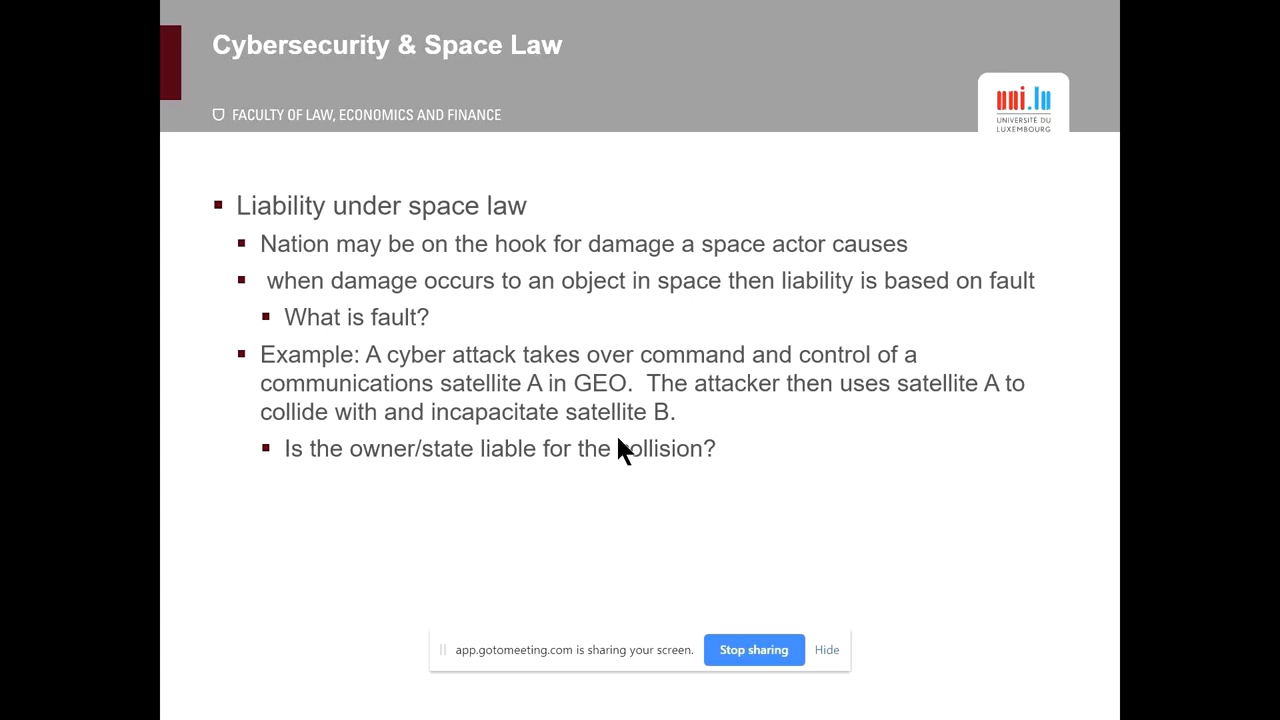 Cybersecurity & Space Law
FACULTY OF LAW, ECONOMICS AND FINANCE
uni.lu
UNIVERSITÉ DU
LUXEMBOURG
Liability under space law
Nation may be on the hook for damage a space actor causes
when damage occurs to an object in space then liability is based on fault
What is fault?
Example: A cyber attack takes over command and control of a
communications satellite A in GEO. The attacker then uses satellite A to
collide with and incapacitate satellite B.
Is the owner/state liable for the collision?
app.gotomeeting.com is sharing your screen.
Stop sharing
Hide